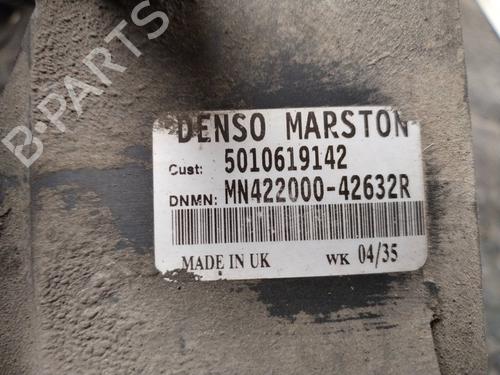 B-PARTS
DENSO MARSTON
Cust: 5010619142
DNMN: MN422000-42632R
MADE IN UK WK 04/35